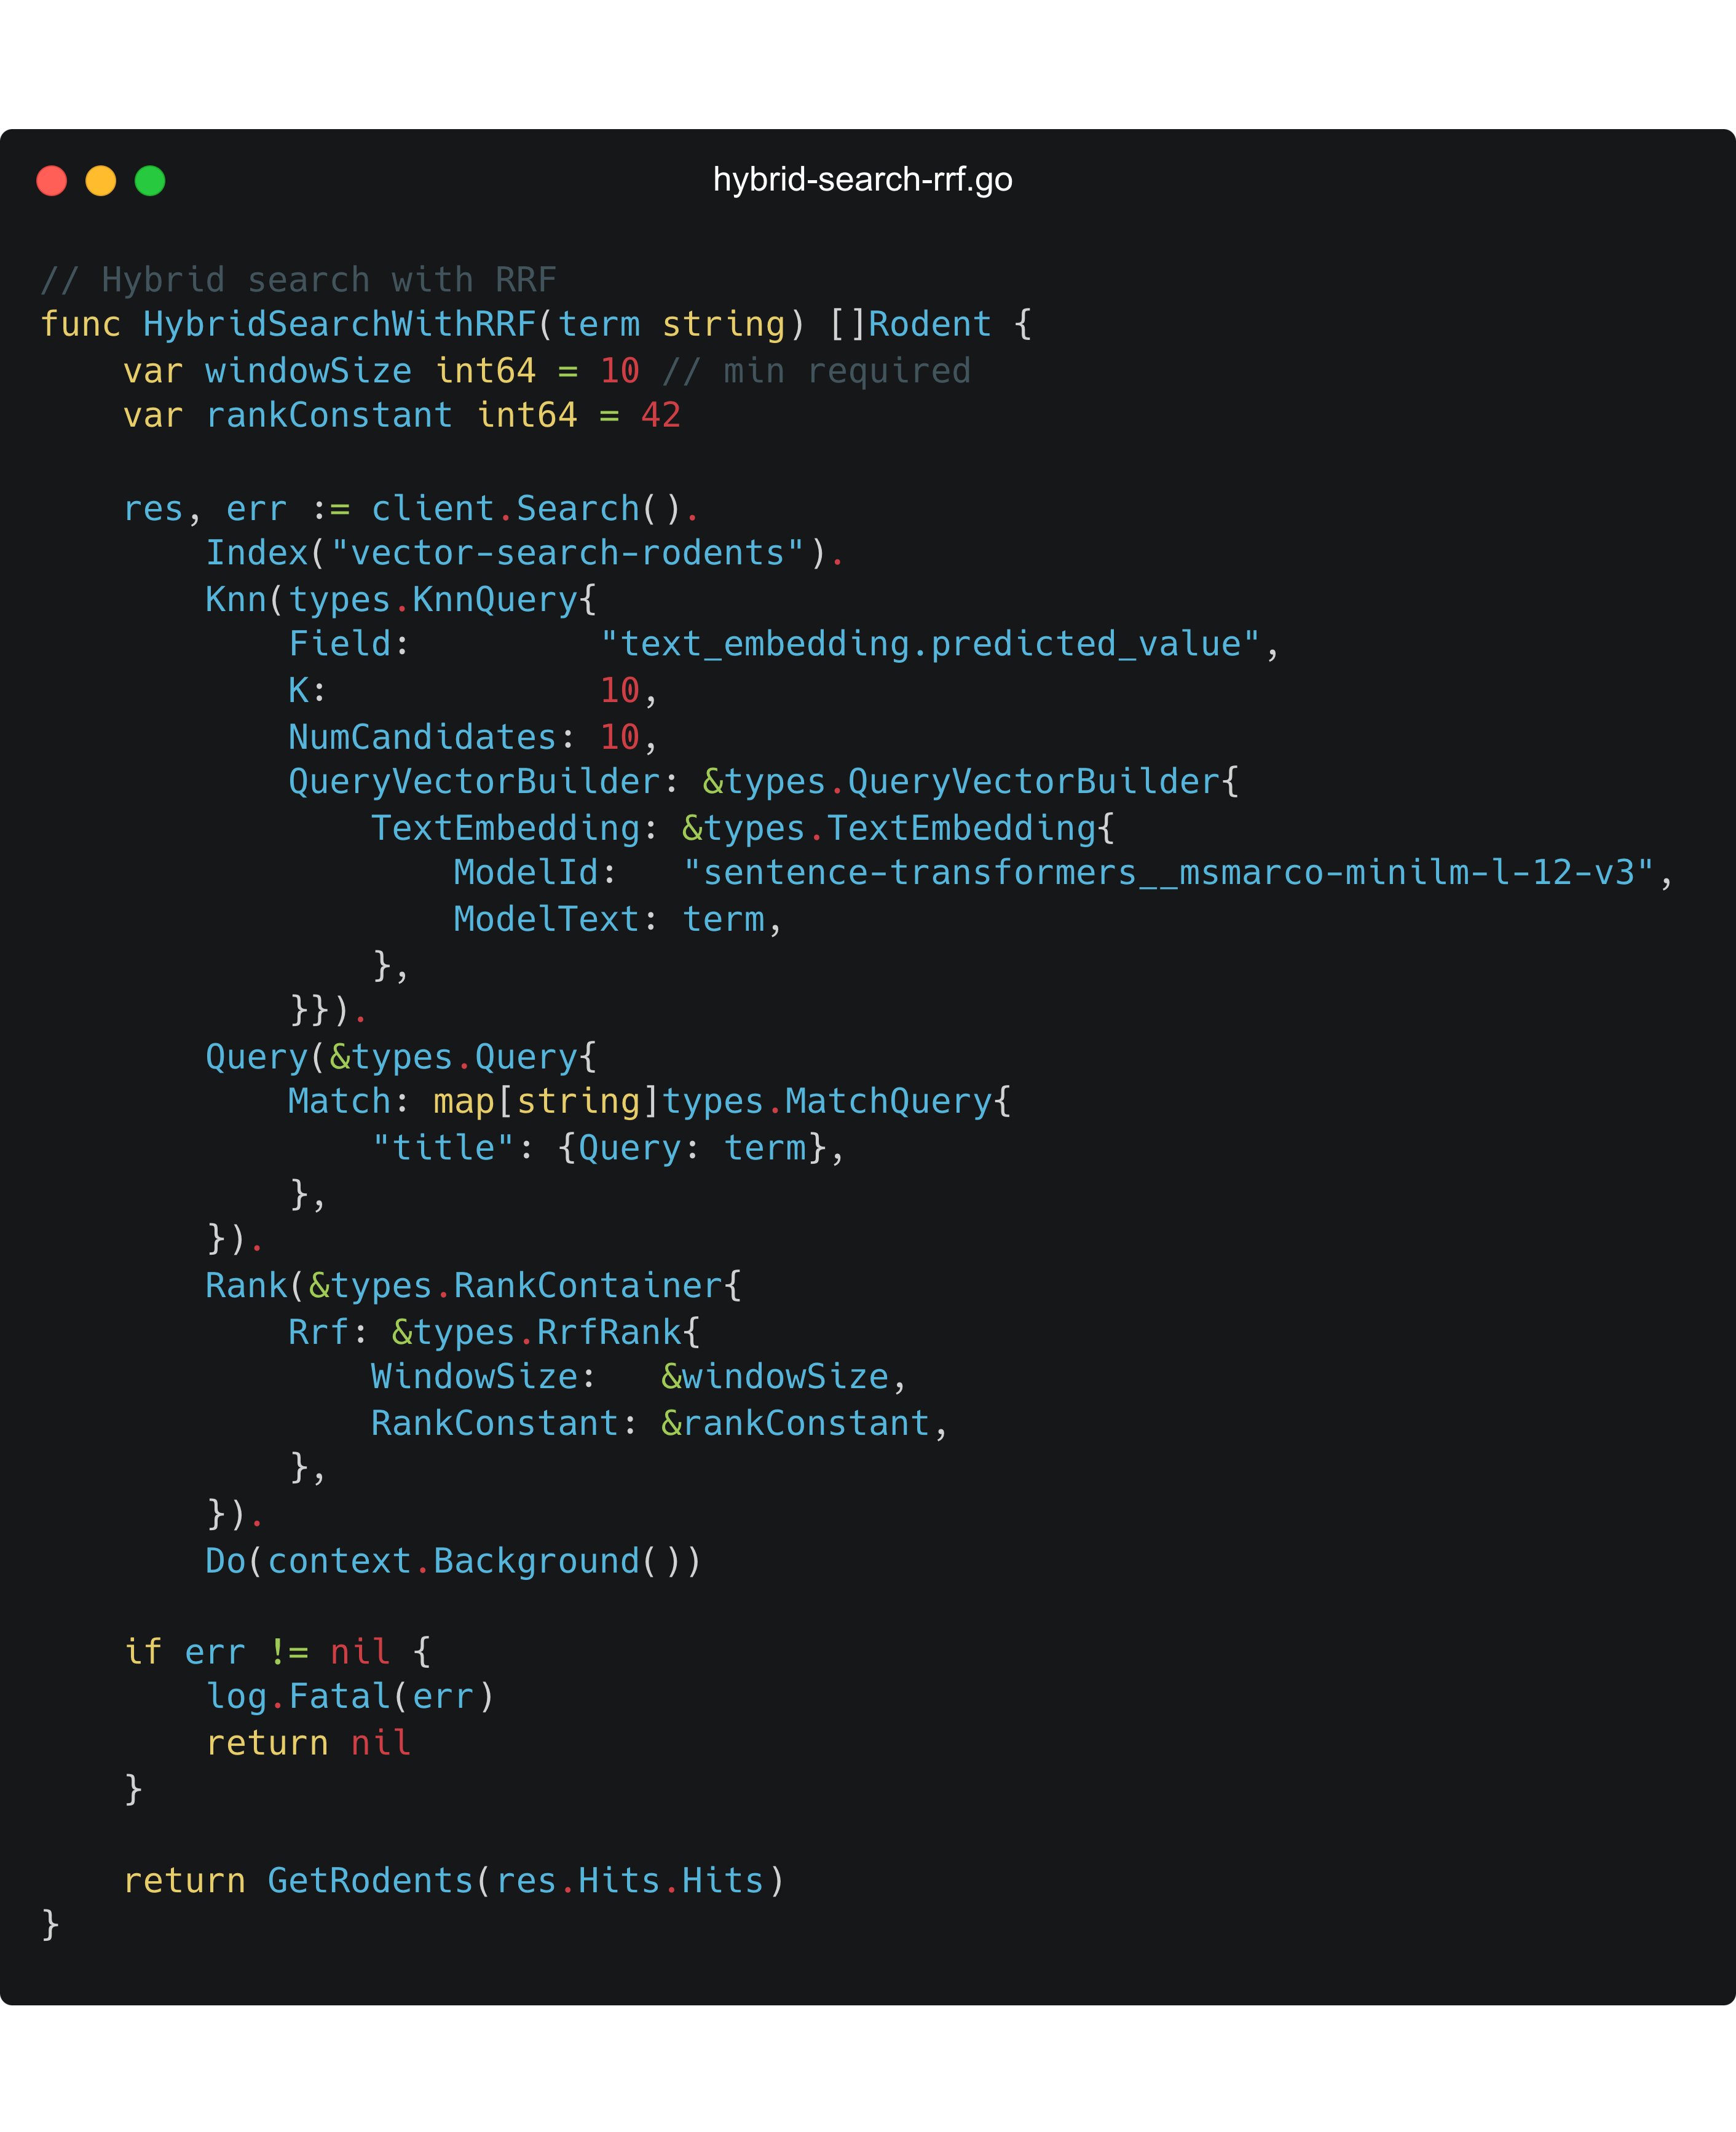 hybrid-search-rrf.go
// Hybrid search with RRF
func HybridSearchWithRRF(term string) []Rodent {
    var windowSize int64 = 10 // min required
    var rankConstant int64 = 42

    res, err := client.Search().
        Index("vector-search-rodents").
        Knn(types.KnnQuery{
            Field:         "text_embedding.predicted_value",
            K:             10,
            NumCandidates: 10,
            QueryVectorBuilder: &types.QueryVectorBuilder{
                TextEmbedding: &types.TextEmbedding{
                    ModelId:   "sentence-transformers__msmarco-minilm-l-12-v3",
                    ModelText: term,
                },
            }}).
        Query(&types.Query{
            Match: map[string]types.MatchQuery{
                "title": {Query: term},
            },
        }).
        Rank(&types.RankContainer{
            Rrf: &types.RrfRank{
                WindowSize:   &windowSize,
                RankConstant: &rankConstant,
            },
        }).
        Do(context.Background())

    if err != nil {
        log.Fatal(err)
        return nil
    }

    return GetRodents(res.Hits.Hits)
}